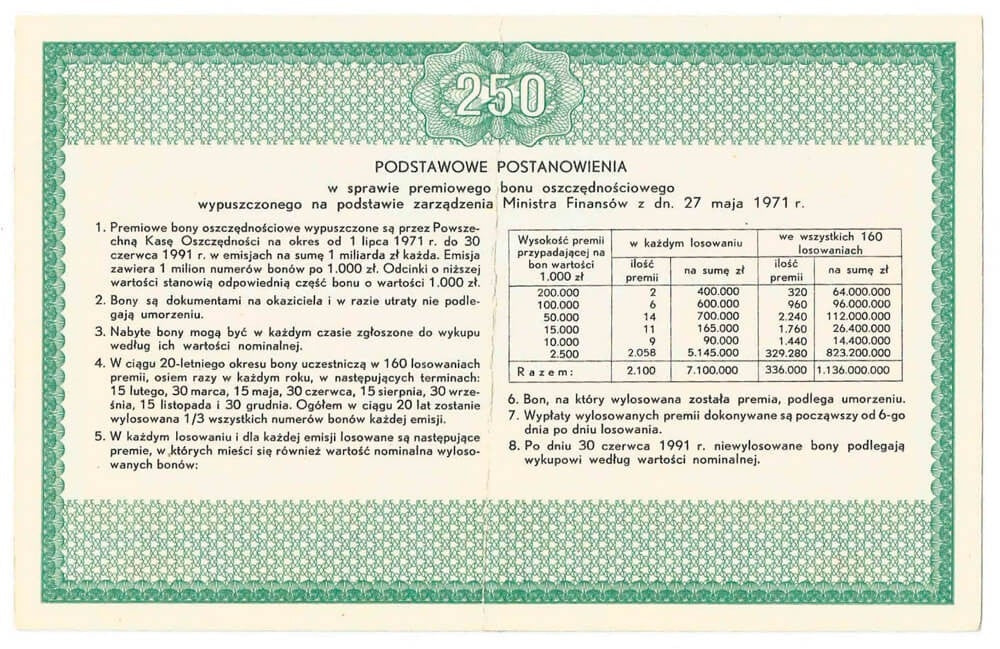 250
PODSTAWOWE POSTANOWIENIA
w sprawie premiowego bonu oszczędnościowego
wypuszczonego na podstawie zarządzenia Ministra Finansów z dn. 27 maja 1971 r.
1. Premiowe bony oszczędnościowe wypuszczone są przez Powsze-
chną Kasę Oszczędności na okres od 1 lipca 1971 r. do 30
czerwca 1991 r. w emisjach na sumę 1 miliarda zł każda. Emisja
zawiera 1 milion numerów bonów po 1.000 zł. Odcinki o niższej
wartości stanowią odpowiednią część bonu o wartości 1.000 zł.
2. Bony są dokumentami na okaziciela i w razie utraty nie podle-
gają umorzeniu.
3. Nabyte bony mogą być w każdym czasie zgłoszone do wykupu
według ich wartości nominalnej.
4. W ciągu 20-letniego okresu bony uczestniczą w 160 losowaniach
premii, osiem razy w każdym roku, w następujących terminach:
15 lutego, 30 marca, 15 maja, 30 czerwca, 15 sierpnia, 30 wrze-
śnia, 15 listopada i 30 grudnia. Ogółem w ciągu 20 lat zostanie
wylosowana 1/3 wszystkich numerów bonów każdej emisji.
5. W każdym losowaniu i dla każdej emisji losowane są następujące
premie, w których mieści się również wartość nominalna wyloso-
wanych bonów:
Wysokość premii przypadającej na bon wartości 1.000 zł
w każdym losowaniu
we wszystkich 160 losowaniach
ilość premii
na sumę zł
ilość premii
na sumę zł
200.000 2 400.000 320 64.000.000
100.000 6 600.000 960 96.000.000
50.000 14 700.000 2.240 112.000.000
15.000 11 165.000 1.760 26.400.000
10.000 9 90.000 1.440 14.400.000
2.500 2.058 5.145.000 329.280 823.200.000
Razem: 2.100 7.100.000 336.000 1.136.000.000
6. Bon, na który wylosowana została premia, podlega umorzeniu.
7. Wypłaty wylosowanych premii dokonywane są począwszy od 6-go
dnia po dniu losowania.
8. Po dniu 30 czerwca 1991 r. niewylosowane bony podlegają
wykupowi według wartości nominalnej.